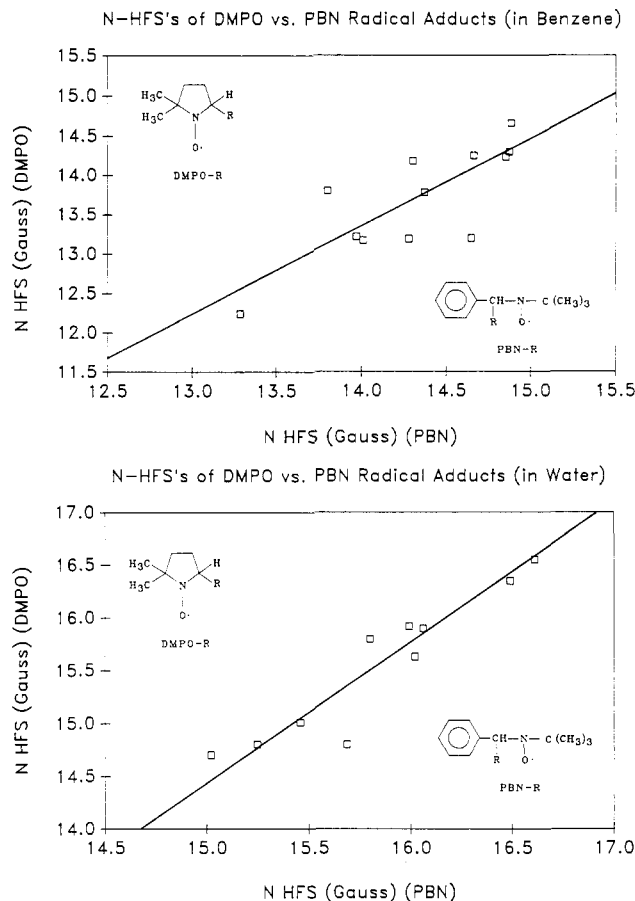 N-HFS's of DMPO vs. PBN Radical Adducts (in Benzene)
N HFS (Gauss) (DMPO)
15.5
15.0
14.5
14.0
13.5
13.0
12.5
12.0
11.5
12.5 13.0 13.5 14.0 14.5 15.0 15.5
N HFS (Gauss) (PBN)
H₃C
H₃C
H
N
R
O·
DMPO-R
CH—N—C(CH₃)₃
R O·
PBN-R
N-HFS's of DMPO vs. PBN Radical Adducts (in Water)
N HFS (Gauss) (DMPO)
17.0
16.5
16.0
15.5
15.0
14.5
14.0
14.5 15.0 15.5 16.0 16.5 17.0
N HFS (Gauss) (PBN)
H₃C
H₃C
H
N
R
O·
DMPO-R
CH—N—C(CH₃)₃
R O·
PBN-R